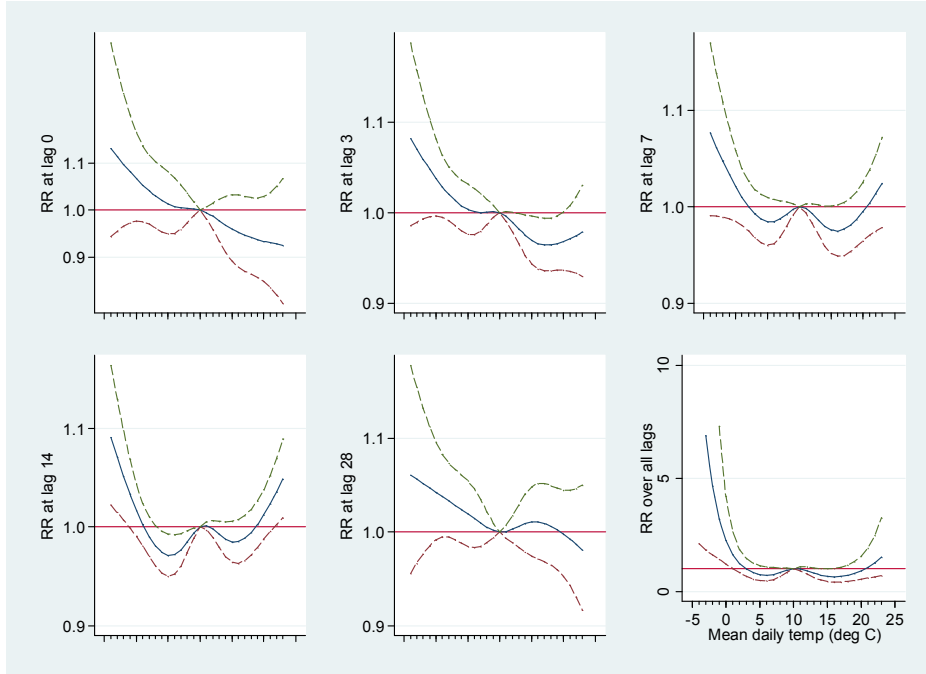 RR at lag 0
1.1
1.0
0.9
RR at lag 3
1.1
1.0
0.9
RR at lag 7
1.1
1.0
0.9
RR at lag 14
1.1
1.0
0.9
RR at lag 28
1.1
1.0
0.9
RR over all lags
10
5
0
-5 0 5 10 15 20 25
Mean daily temp (deg C)